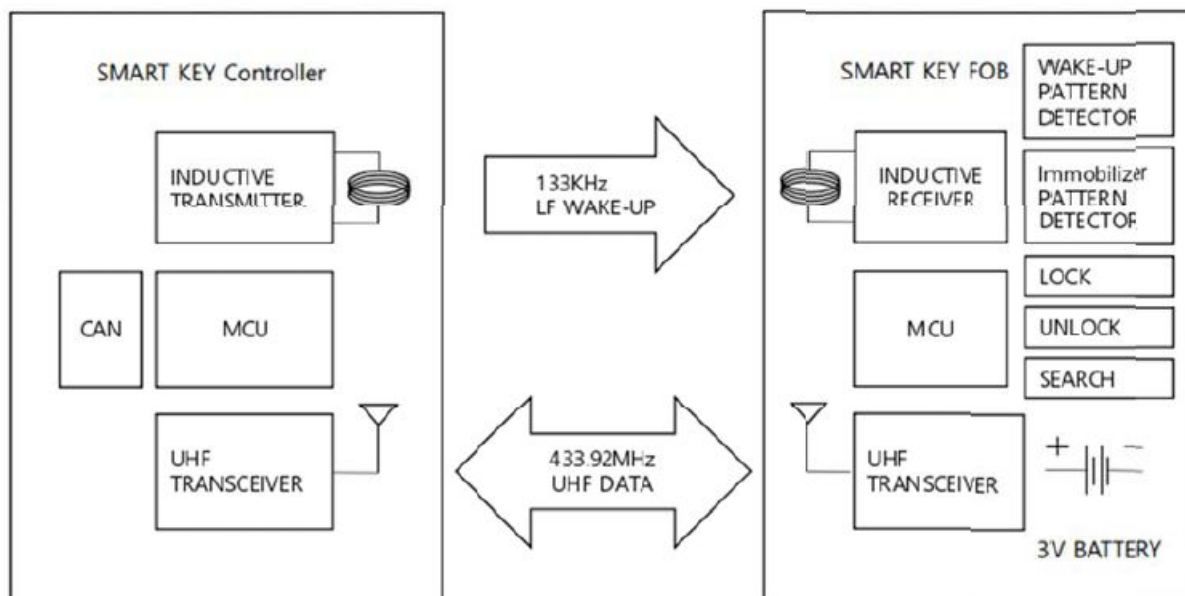 SMART KEY Controller
INDUCTIVE
TRANSMITTER
CAN
MCU
UHF
TRANSCEIVER
133KHz
LF WAKE-UP
433.92MHz
UHF DATA
SMART KEY FOB
WAKE-UP
PATTERN
DETECTOR
INDUCTIVE
RECEIVER
Immobilizer
PATTERN
DETECTOR
MCU
LOCK
UNLOCK
SEARCH
UHF
TRANSCEIVER
+ −
3V BATTERY